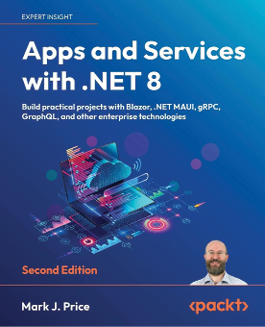 EXPERT INSIGHT
Apps and Services
with .NET 8
Build practical projects with Blazor, .NET MAUI, gRPC,
GraphQL, and other enterprise technologies
Second Edition
Mark J. Price
<packt>